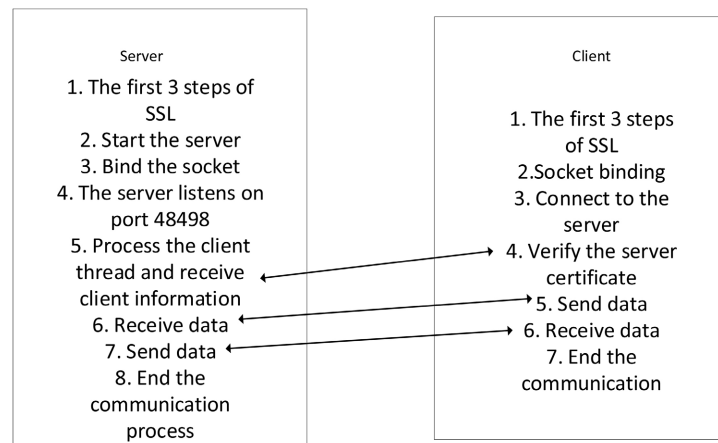 Server
1. The first 3 steps of
SSL
2. Start the server
3. Bind the socket
4. The server listens on
port 48498
5. Process the client
thread and receive
client information
6. Receive data
7. Send data
8. End the
communication
process
Client
1. The first 3 steps
of SSL
2.Socket binding
3. Connect to the
server
4. Verify the server
certificate
5. Send data
6. Receive data
7. End the
communication